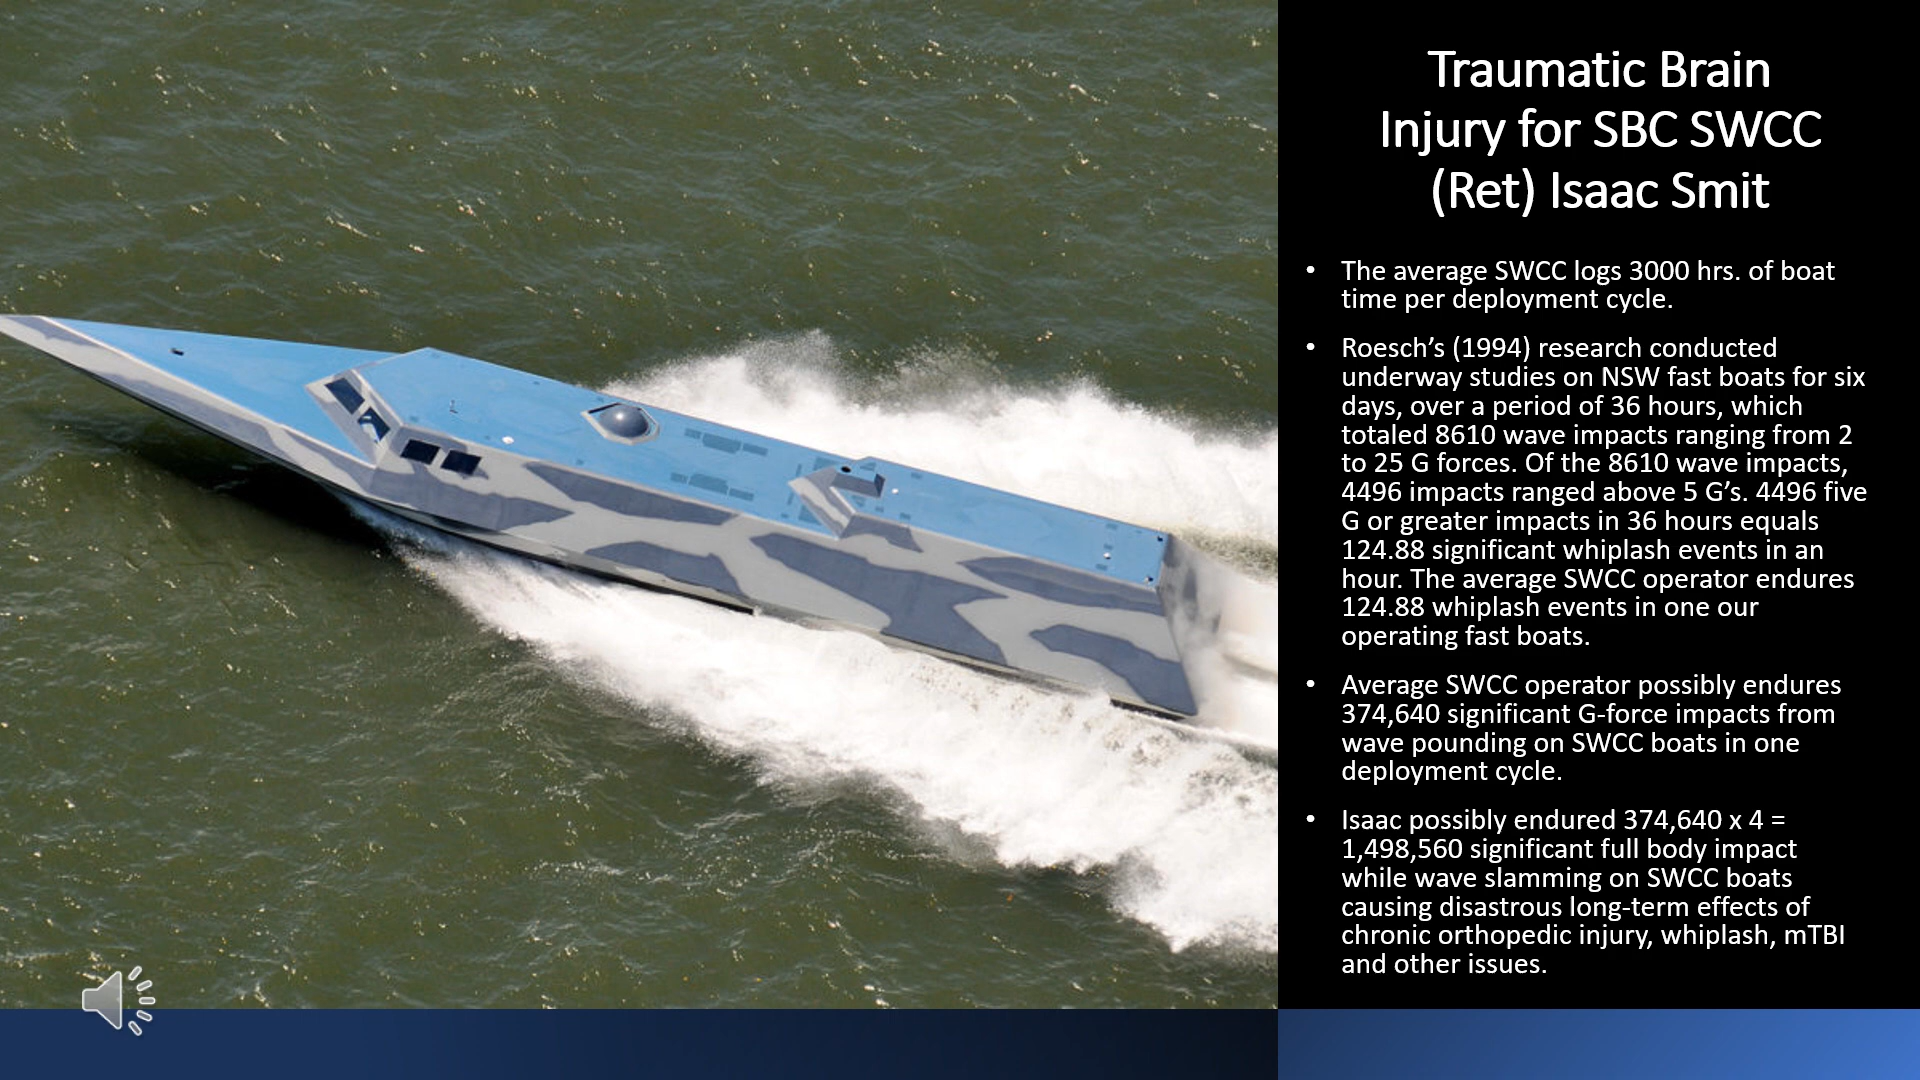 Traumatic Brain
Injury for SBC SWCC
(Ret) Isaac Smit
• The average SWCC logs 3000 hrs. of boat
time per deployment cycle.
• Roesch’s (1994) research conducted
underway studies on NSW fast boats for six
days, over a period of 36 hours, which
totaled 8610 wave impacts ranging from 2
to 25 G forces. Of the 8610 wave impacts,
4496 impacts ranged above 5 G’s. 4496 five
G or greater impacts in 36 hours equals
124.88 significant whiplash events in an
hour. The average SWCC operator endures
124.88 whiplash events in one our
operating fast boats.
• Average SWCC operator possibly endures
374,640 significant G-force impacts from
wave pounding on SWCC boats in one
deployment cycle.
• Isaac possibly endured 374,640 x 4 =
1,498,560 significant full body impact
while wave slamming on SWCC boats
causing disastrous long-term effects of
chronic orthopedic injury, whiplash, mTBI
and other issues.